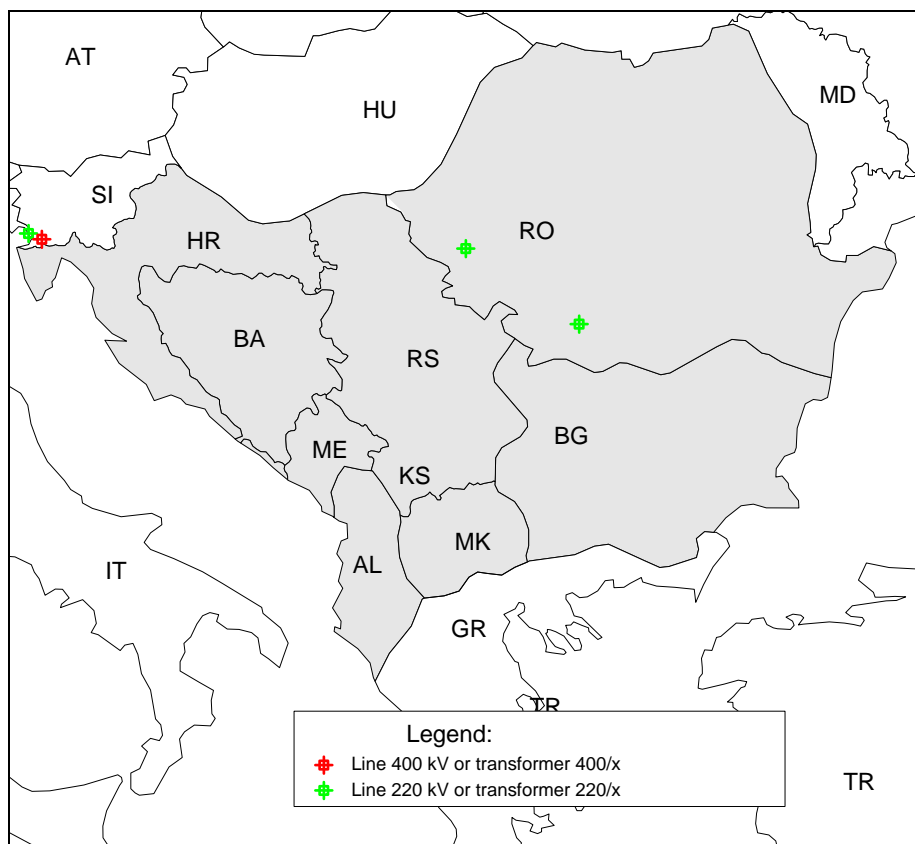 AT
MD
HU
SI
RO
HR
BA
RS
BG
ME
KS
MK
AL
IT
GR
TR
Legend:
Line 400 kV or transformer 400/x
Line 220 kV or transformer 220/x
TR